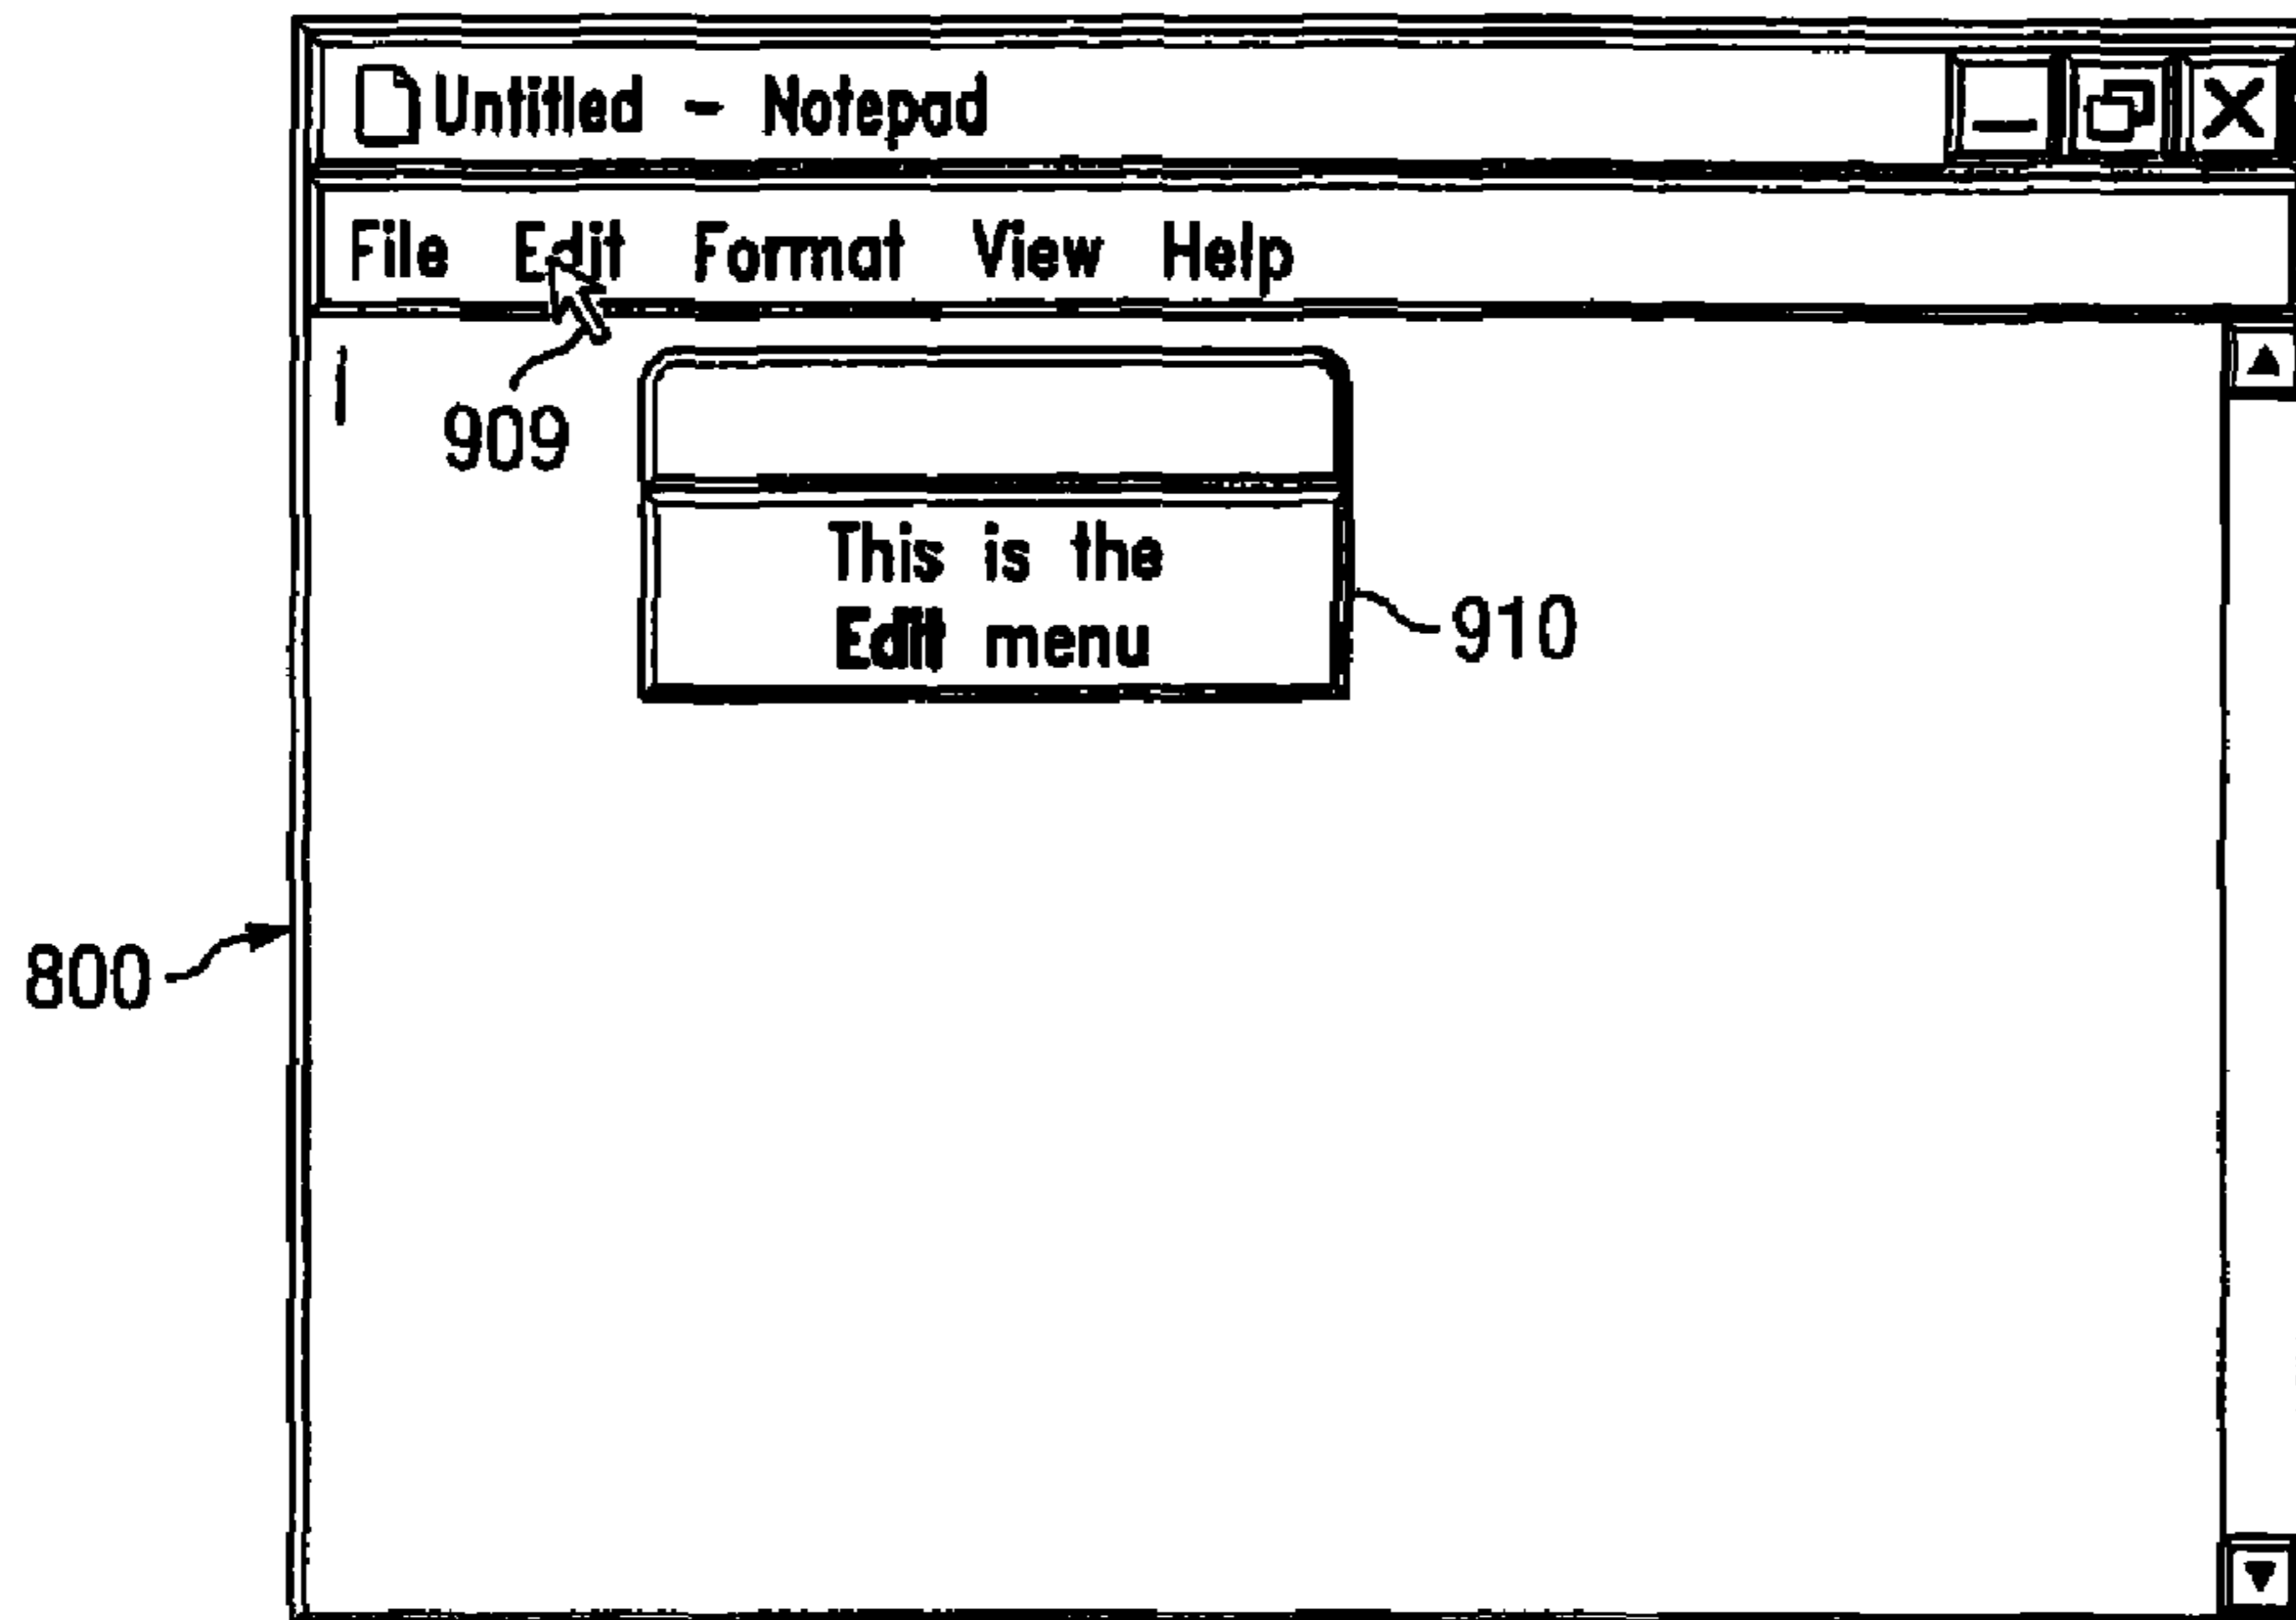 Untitled - Notepad
File Edit Format View Help
909
This is the
Edit menu
910
800